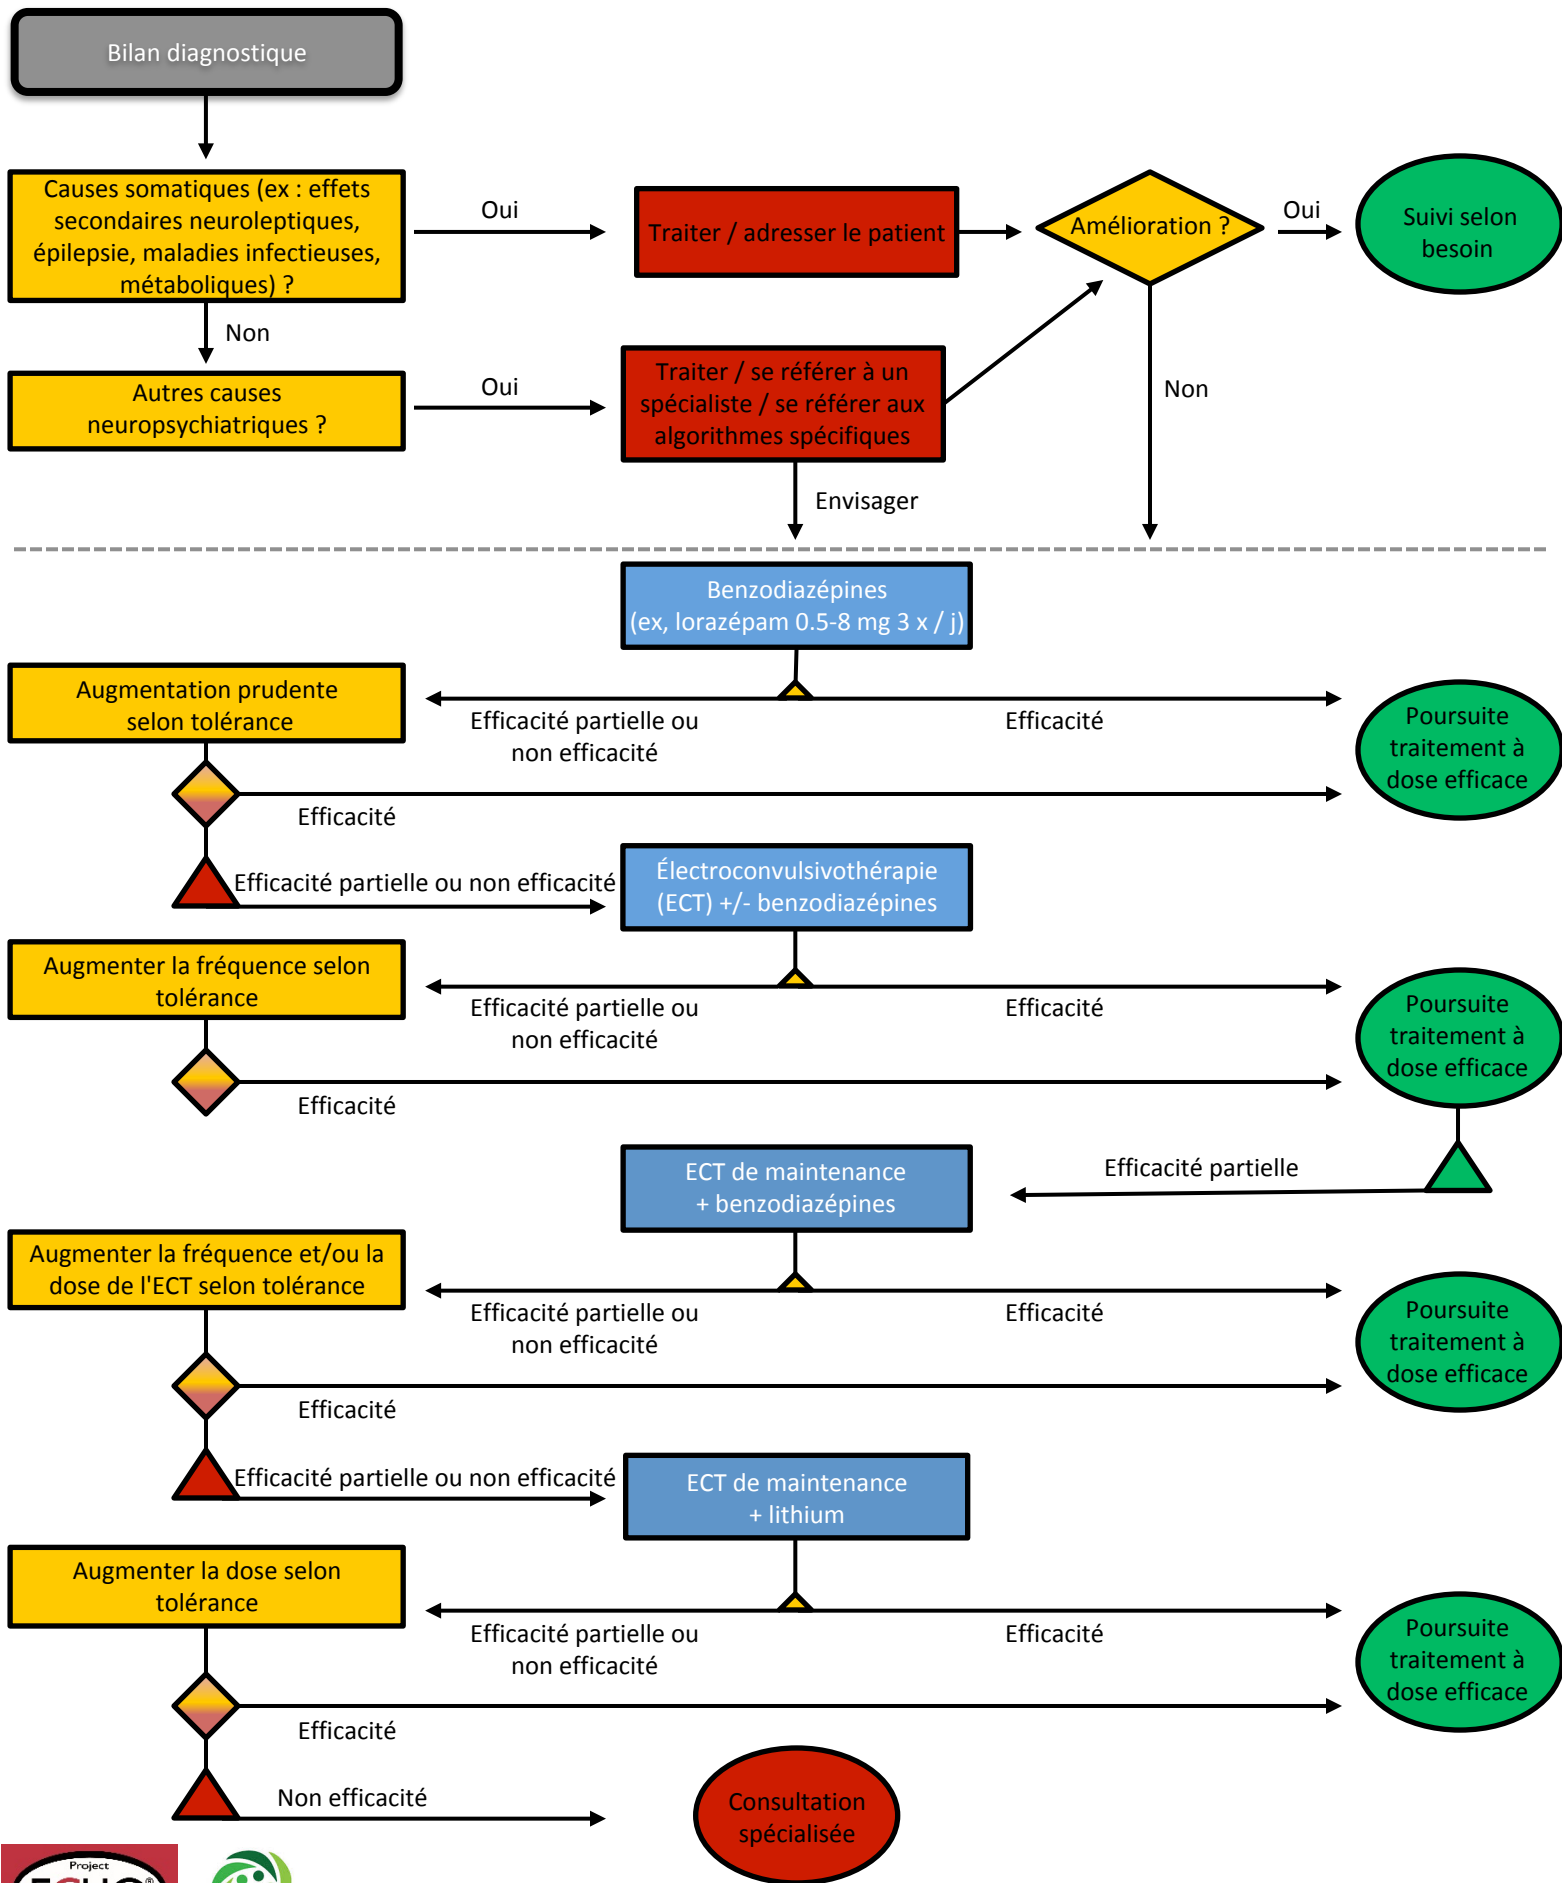 Bilan diagnostique
Causes somatiques (ex : effets
secondaires neuroleptiques,
épilepsie, maladies infectieuses,
métaboliques) ?
Oui
Traiter / adresser le patient
Amélioration ?
Oui
Suivi selon
besoin
Non
Autres causes
neuropsychiatriques ?
Oui
Traiter / se référer à un
spécialiste / se référer aux
algorithmes spécifiques
Non
Envisager
Benzodiazépines
(ex, lorazépam 0.5-8 mg 3 x / j)
Augmentation prudente
selon tolérance
Efficacité partielle ou
non efficacité
Efficacité
Poursuite
traitement à
dose efficace
Efficacité
Efficacité partielle ou non efficacité
Électroconvulsivothérapie
(ECT) +/- benzodiazépines
Augmenter la fréquence selon
tolérance
Efficacité partielle ou
non efficacité
Efficacité
Poursuite
traitement à
dose efficace
Efficacité
ECT de maintenance
+ benzodiazépines
Efficacité partielle
Augmenter la fréquence et/ou la
dose de l'ECT selon tolérance
Efficacité partielle ou
non efficacité
Efficacité
Poursuite
traitement à
dose efficace
Efficacité
Efficacité partielle ou non efficacité
ECT de maintenance
+ lithium
Augmenter la dose selon
tolérance
Efficacité partielle ou
non efficacité
Efficacité
Poursuite
traitement à
dose efficace
Efficacité
Non efficacité
Consultation
spécialisée
Project